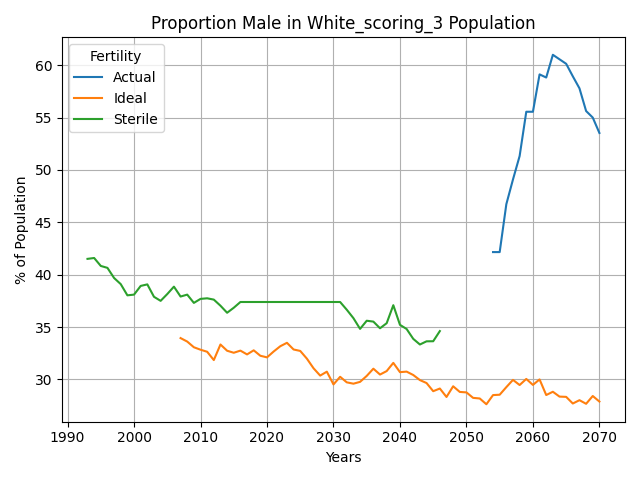 Proportion Male in White_scoring_3 Population
Fertility
Actual
Ideal
Sterile
% of Population
60
55
50
45
40
35
30
1990 2000 2010 2020 2030 2040 2050 2060 2070
Years